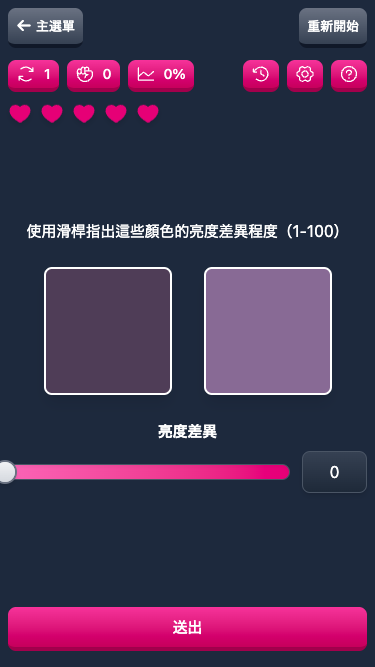 主選單
重新開始
1
0
0%
使用滑桿指出這些顏色的亮度差異程度（1-100）
亮度差異
0
送出